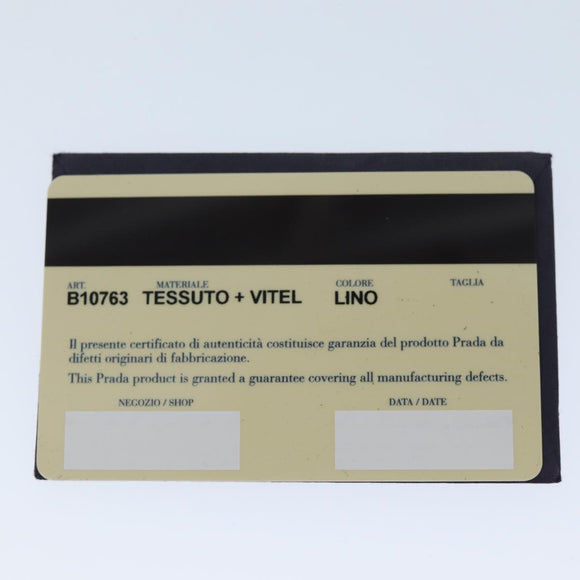 ART. MATERIALE COLORE TAGLIA
B10763 TESSUTO + VITEL LINO
Il presente certificato di autenticità costituisce garanzia del prodotto Prada da
difetti originari di fabbricazione.
This Prada product is granted a guarantee covering all manufacturing defects.
NEGOZIO / SHOP DATA / DATE